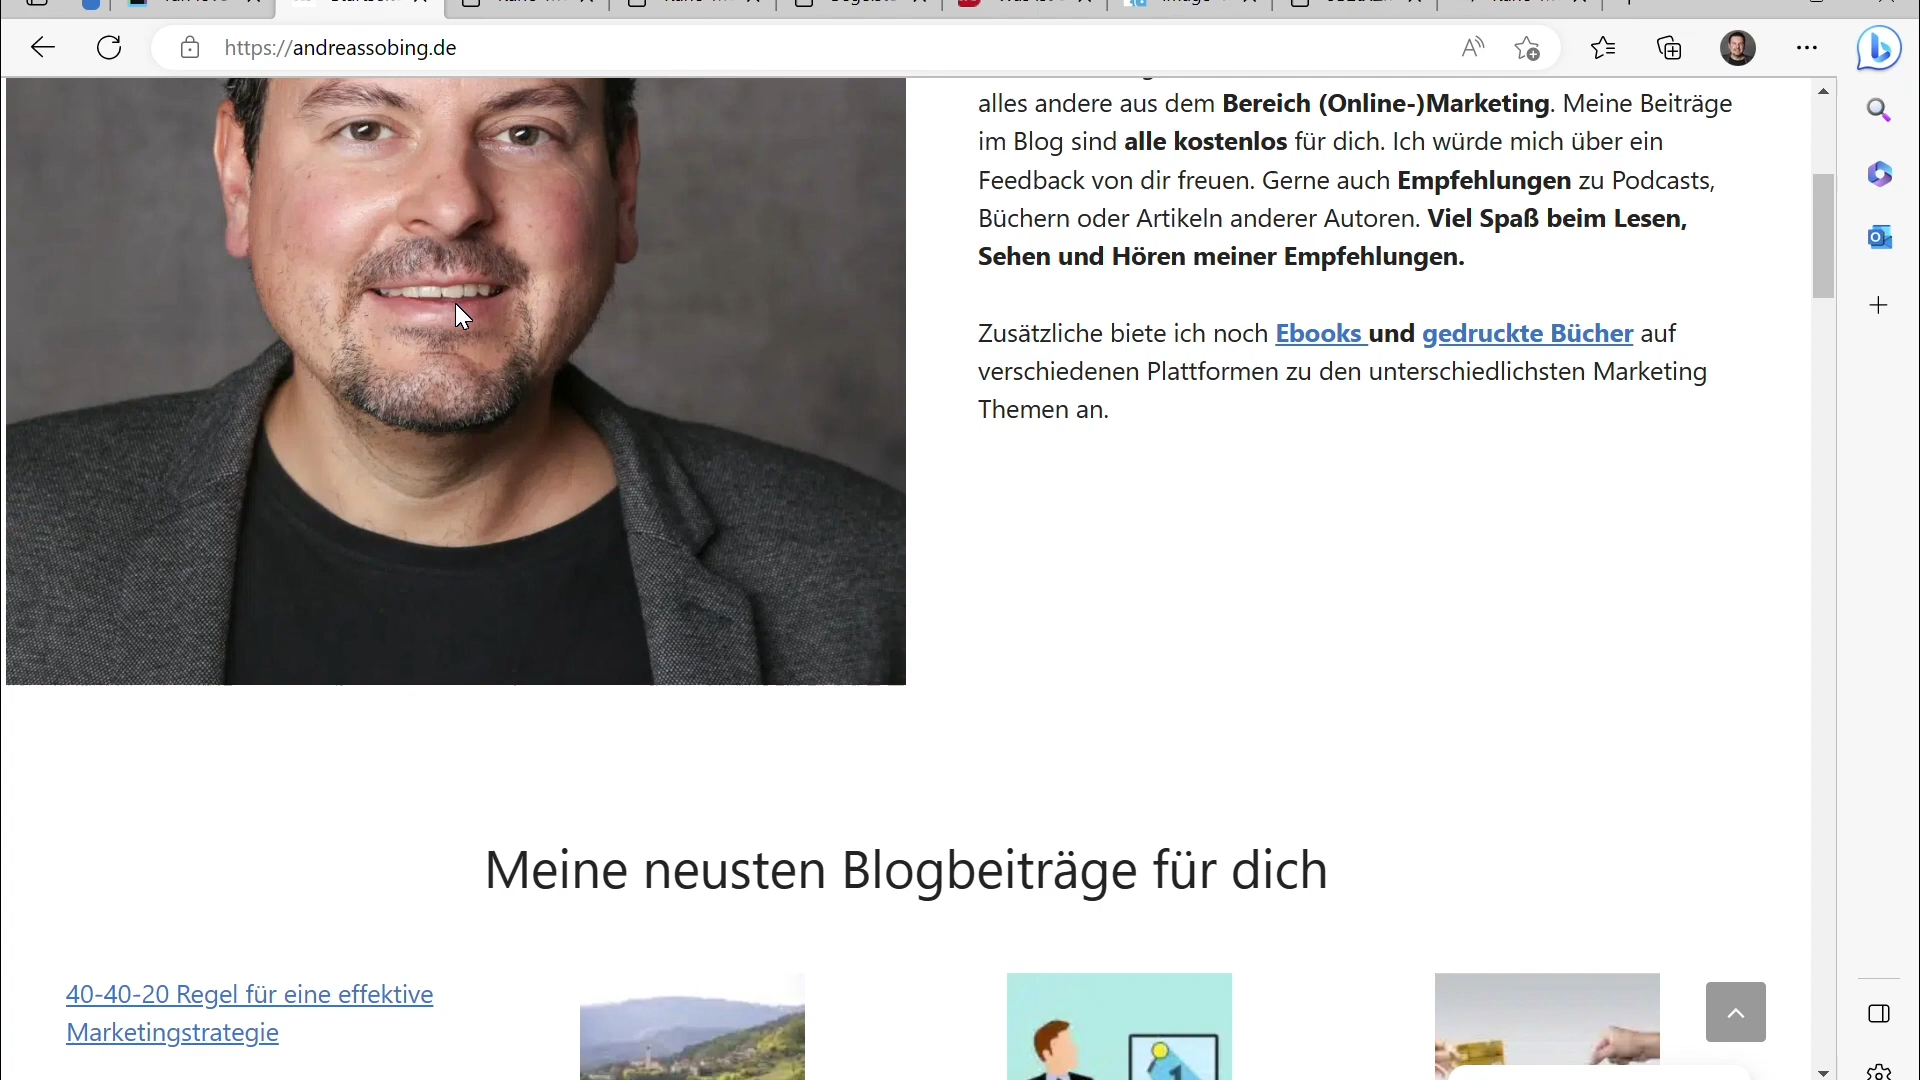 https://andreassobing.de
alles andere aus dem Bereich (Online-)Marketing. Meine Beiträge
im Blog sind alle kostenlos für dich. Ich würde mich über ein
Feedback von dir freuen. Gerne auch Empfehlungen zu Podcasts,
Büchern oder Artikeln anderer Autoren. Viel Spaß beim Lesen,
Sehen und Hören meiner Empfehlungen.
Zusätzliche biete ich noch Ebooks und gedruckte Bücher auf
verschiedenen Plattformen zu den unterschiedlichsten Marketing
Themen an.
Meine neusten Blogbeiträge für dich
40-40-20 Regel für eine effektive
Marketingstrategie